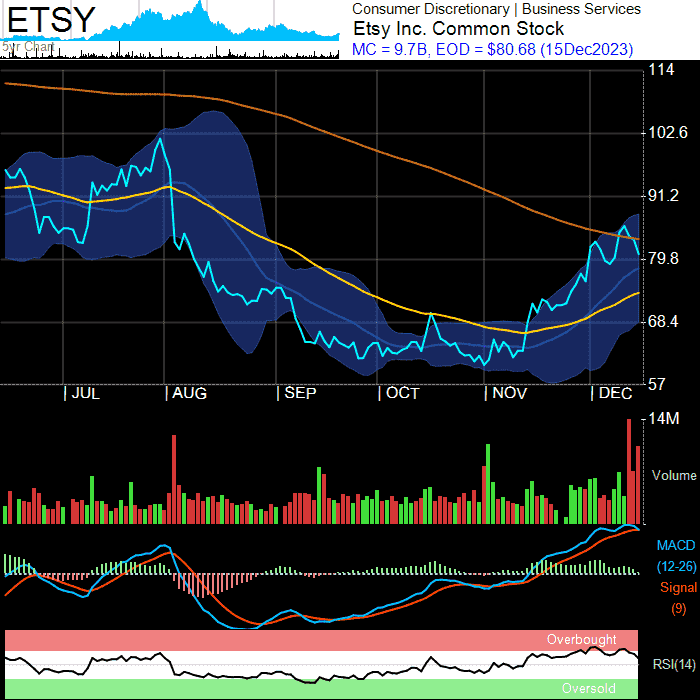 ETSY
5yr Chart
Consumer Discretionary | Business Services
Etsy Inc. Common Stock
MC = 9.7B, EOD = $80.68 (15Dec2023)
114
102.6
91.2
79.8
68.4
57
| JUL | AUG | SEP | OCT | NOV | DEC
14M
Volume
MACD
(12-26)
Signal
(9)
Overbought
RSI(14)
Oversold